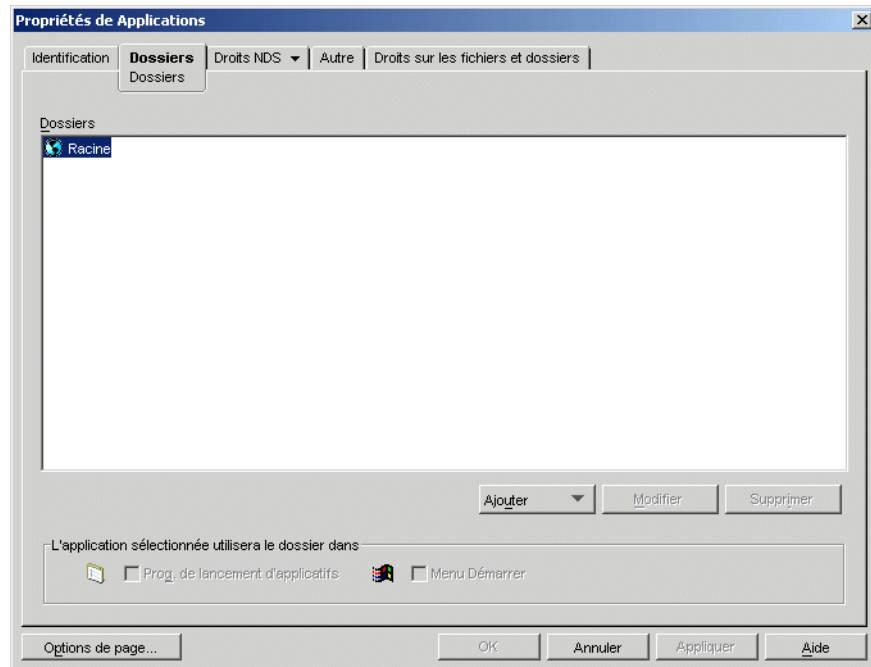 Propriétés de Applications
Identification Dossiers Droits NDS Autre Droits sur les fichiers et dossiers
Dossiers
Dossiers
Racine
Ajouter Modifier Supprimer
L'application sélectionnée utilisera le dossier dans
Prog. de lancement d'applicatifs Menu Démarrer
Options de page... OK Annuler Appliquer Aide